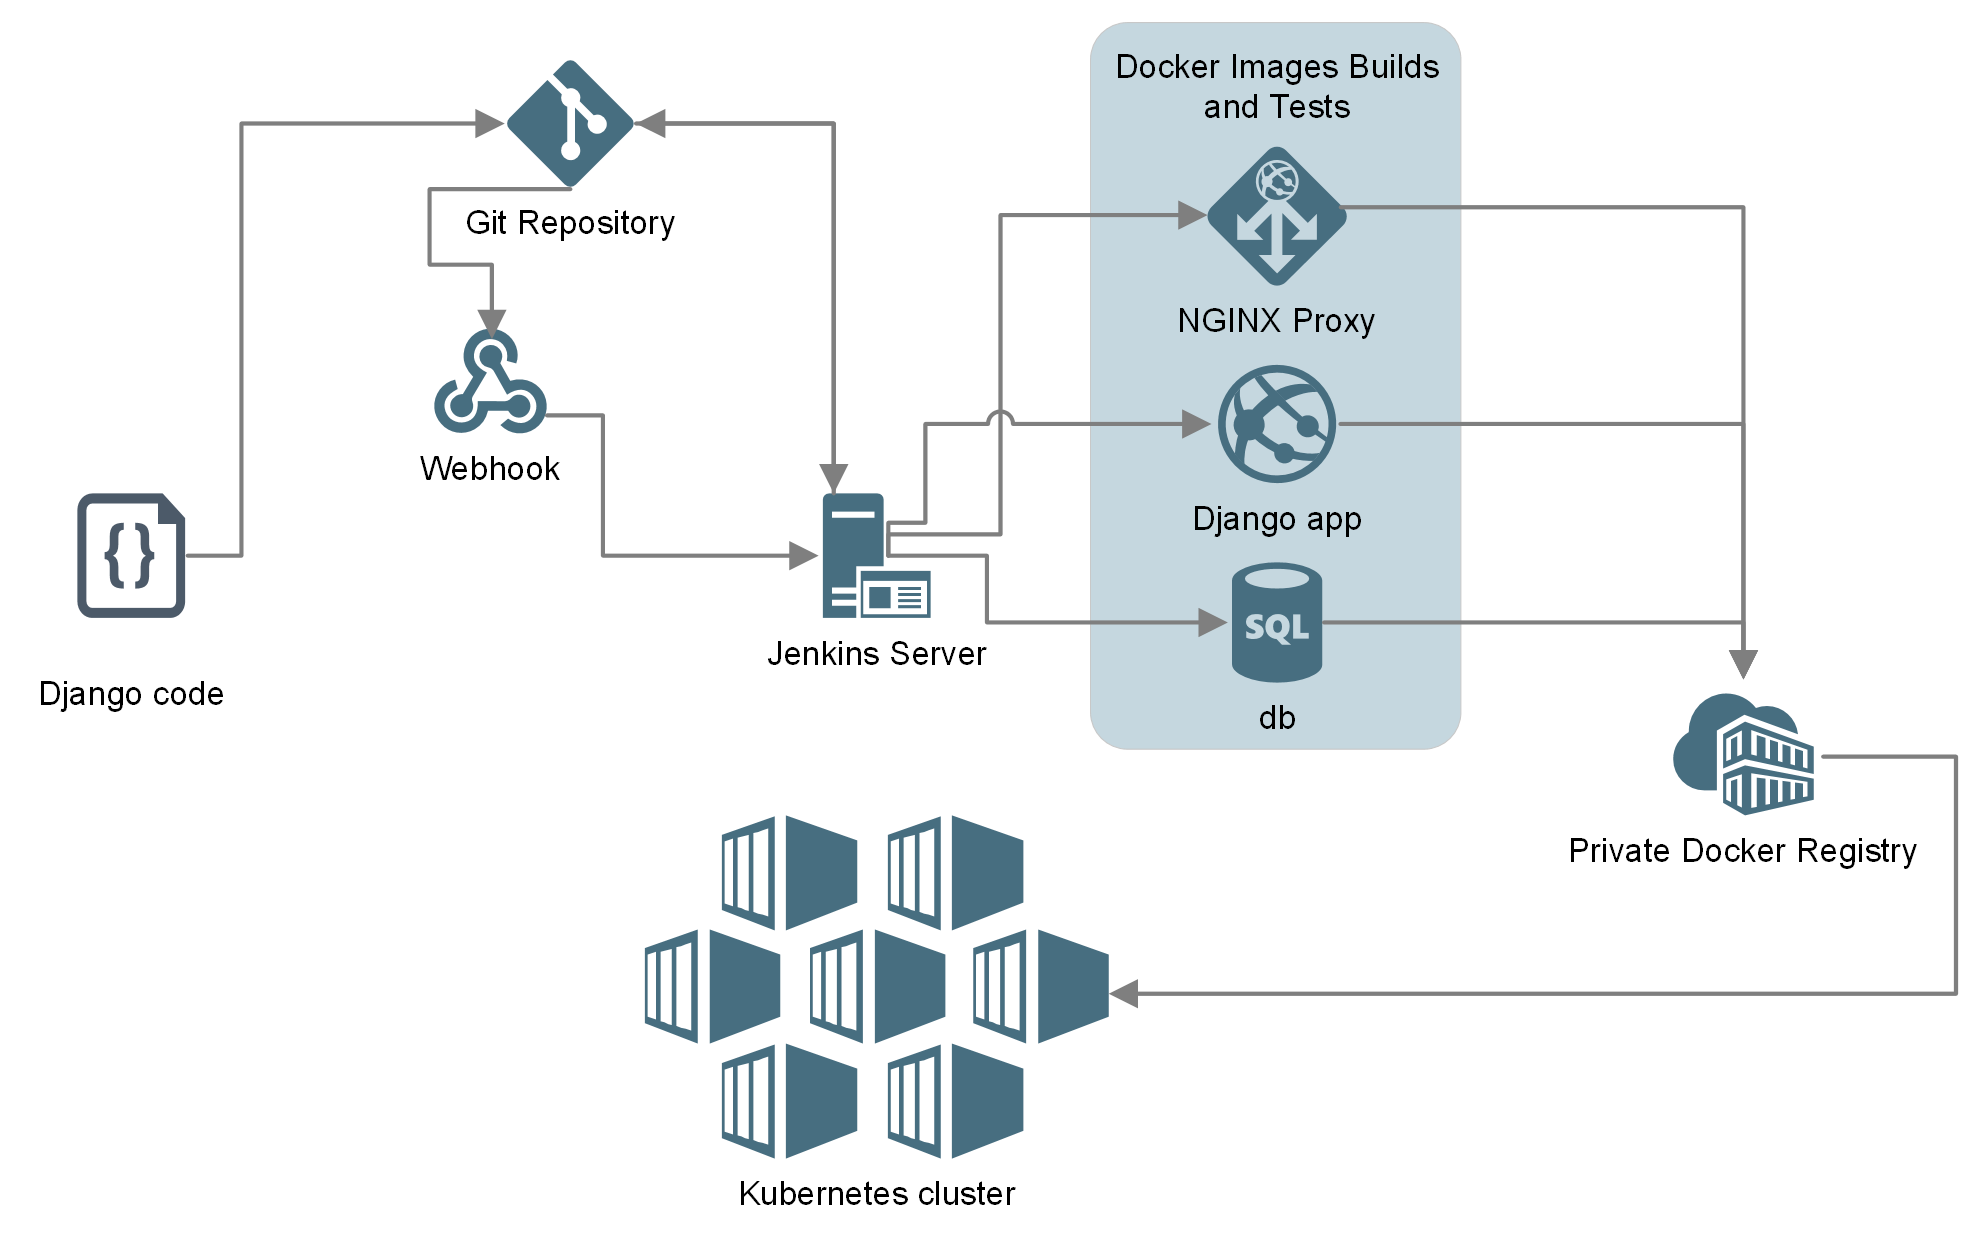 Docker Images Builds
and Tests
Git Repository
NGINX Proxy
Webhook
Django app
{}
SQL
Jenkins Server
Django code
db
Private Docker Registry
Kubernetes cluster